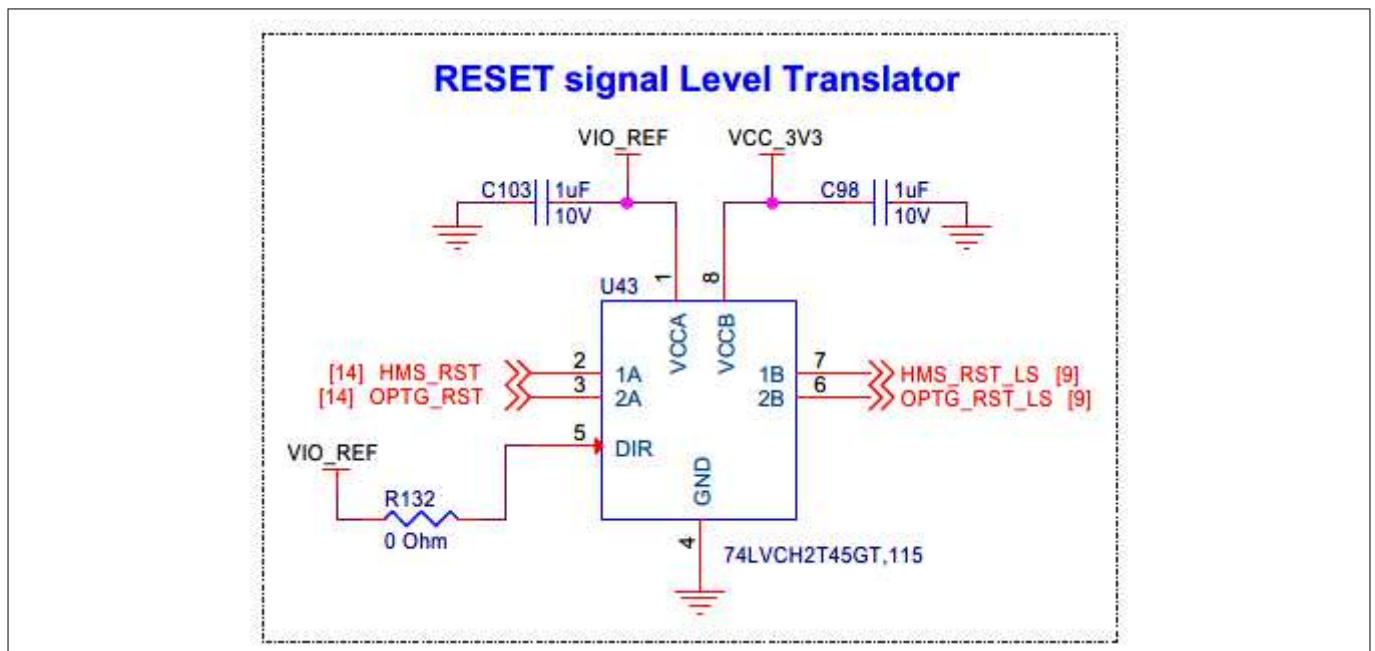 RESET signal Level Translator
VIO_REF
VCC_3V3
C103
1uF
10V
C98
1uF
10V
1
8
U43
VCCA
VCCB
[14] HMS_RST
2
1A
1B
7
HMS_RST_LS [9]
[14] OPTG_RST
3
2A
2B
6
OPTG_RST_LS [9]
5
DIR
VIO_REF
R132
0 Ohm
GND
4
74LVCH2T45GT,115